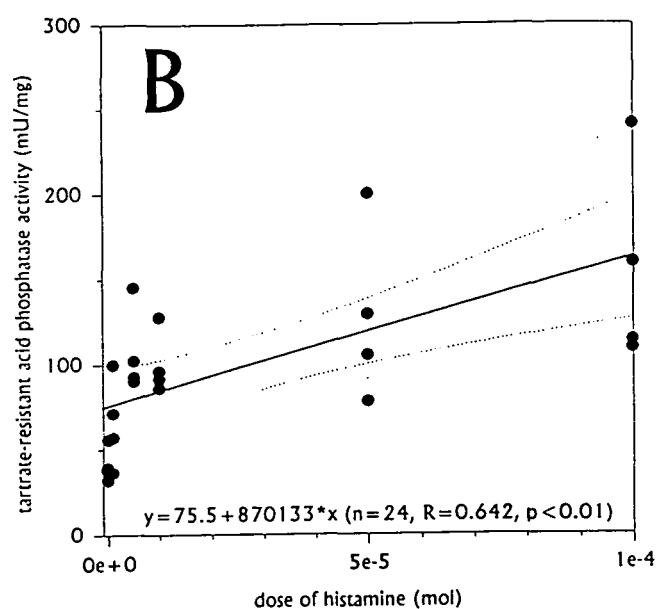 300
B
200
100
0
tartrate-resistant acid phosphatase activity (mU/mg)
y=75.5+870133*x (n=24, R=0.642, p<0.01)
0e+0
5e-5
1e-4
dose of histamine (mol)